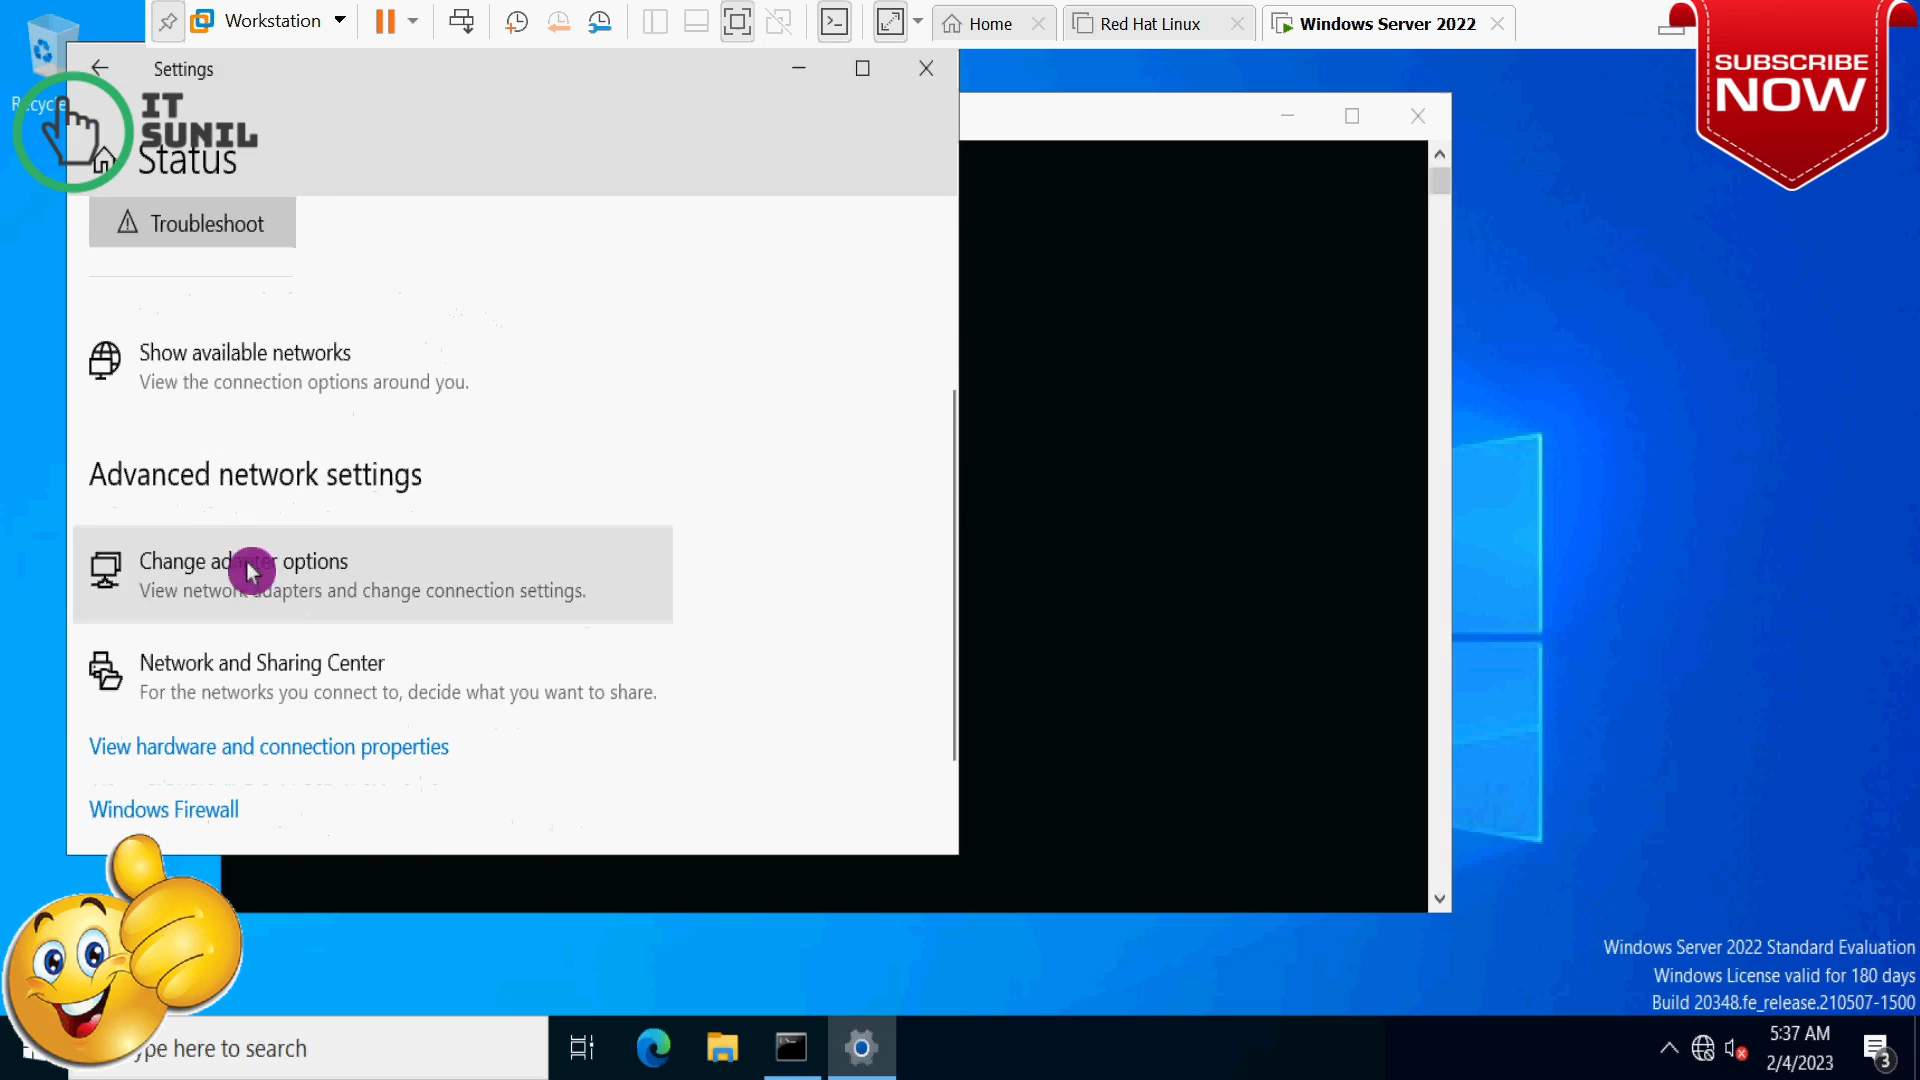 Workstation
Home
Red Hat Linux
Windows Server 2022
SUBSCRIBE
NOW
Settings
IT
SUNIL
Status
Troubleshoot
Show available networks
View the connection options around you.
Advanced network settings
Change adapter options
View network adapters and change connection settings.
Network and Sharing Center
For the networks you connect to, decide what you want to share.
View hardware and connection properties
Windows Firewall
Windows Server 2022 Standard Evaluation
Windows License valid for 180 days
Build 20348.fe_release.210507-1500
here to search
5:37 AM
2/4/2023
3